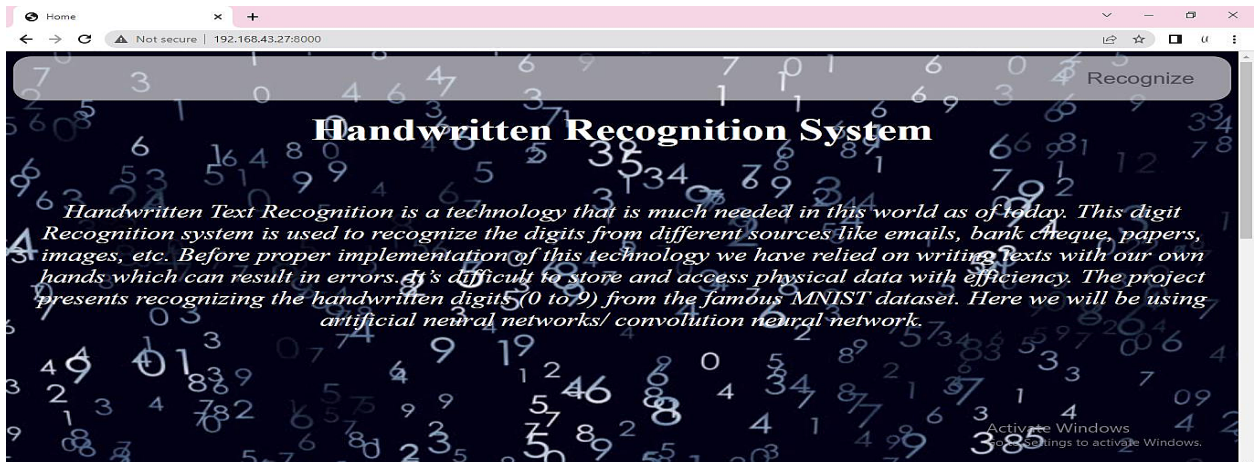 Home
Not secure | 192.168.43.27:8000
Recognize
Handwritten Recognition System
Handwritten Text Recognition is a technology that is much needed in this world as of today. This digit
Recognition system is used to recognize the digits from different sources like emails, bank cheque, papers,
images, etc. Before proper implementation of this technology we have relied on writing texts with our own
hands which can result in errors. It's difficult to store and access physical data with efficiency. The project
presents recognizing the handwritten digits (0 to 9) from the famous MNIST dataset. Here we will be using
artificial neural networks/ convolution neural network.
Activate Windows
Go to Settings to activate Windows.